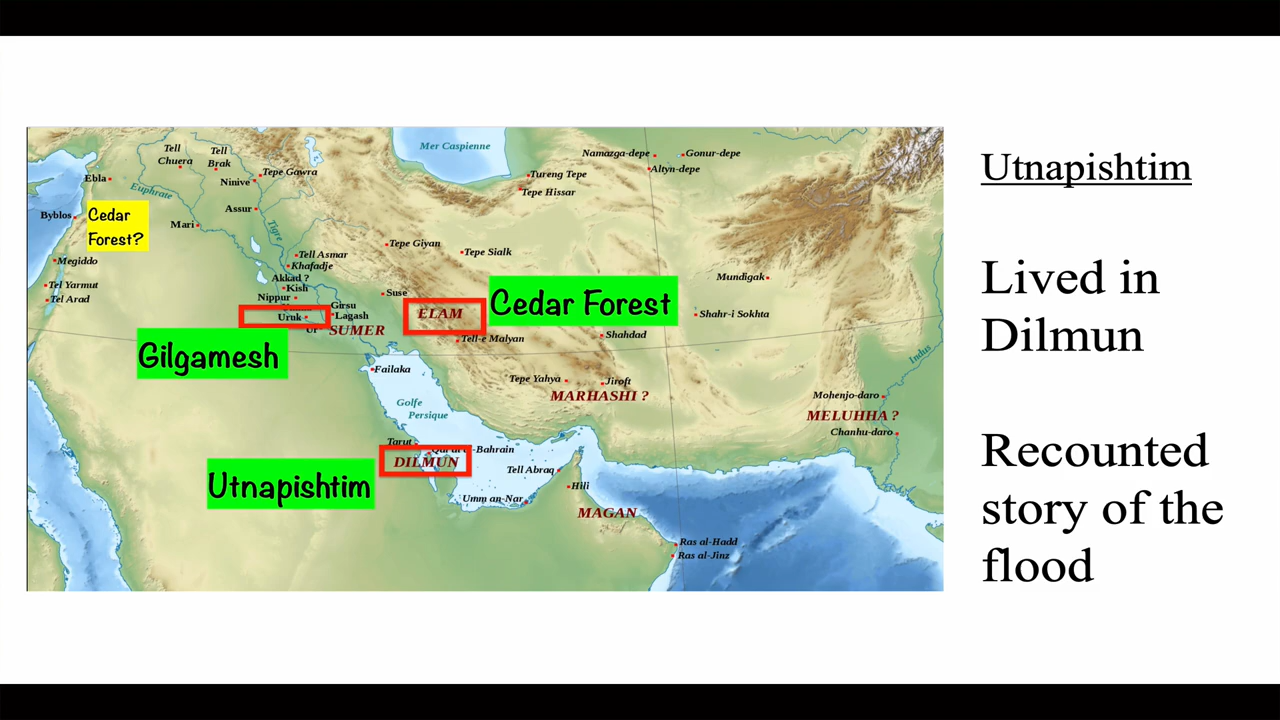 Mer Caspienne
Namazga-depe
Gonur-depe
Altyn-depe
Tell
Chuera
Tell
Brak
Tepe Gawra
Ninive
Ebla
Euphrate
Tureng Tepe
Tepe Hissar
Assur
Byblos
Cedar
Forest?
Mari
Tigre
Tepe Giyan
Tepe Sialk
Megiddo
Tell Asmar
Khafadje
Akkad ?
Kish
Mundigak
Tel Yarmut
Tel Arad
Nippur
Suse
Cedar Forest
Girsu
Lagash
Uruk
Ur
SUMER
ELAM
Shahr-i Sokhta
Tell-e Malyan
Shahdad
Gilgamesh
Indus
Failaka
Tepe Yahya
Jiroft
MARHASHI ?
Mohenjo-daro
MELUHHA ?
Chanhu-daro
Golfe
Persique
Tarut
-Bahrain
DILMUN
Tell Abraq
Utnapishtim
Hili
Umm an-Nar
MAGAN
Ras al-Hadd
Ras al-Jinz
Utnapishtim
Lived in
Dilmun
Recounted
story of the
flood